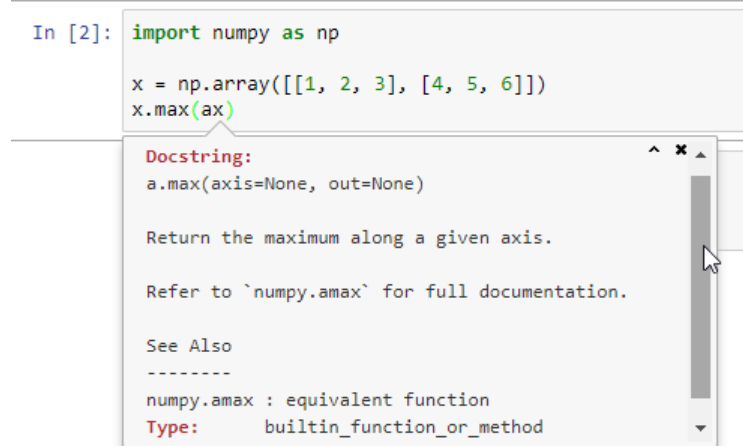 In [2]: import numpy as np
x = np.array([[1, 2, 3], [4, 5, 6]])
x.max(ax)
Docstring:
a.max(axis=None, out=None)
Return the maximum along a given axis.
Refer to `numpy.amax` for full documentation.
See Also
--------
numpy.amax : equivalent function
Type: builtin_function_or_method